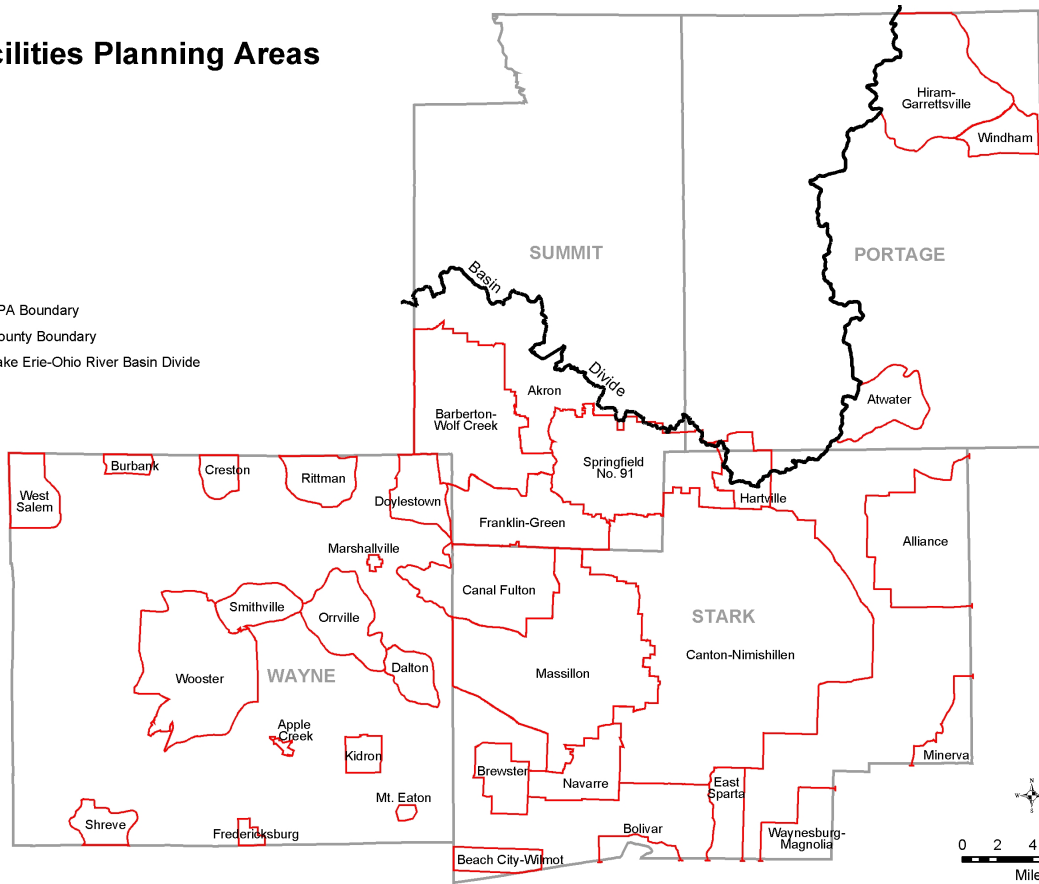 cilities Planning Areas
Hiram-
Garrettsville
Windham
SUMMIT
PORTAGE
Basin
PA Boundary
ounty Boundary
ake Erie-Ohio River Basin Divide
Divide
Akron
Atwater
Barberton-
Wolf Creek
Springfield
No. 91
Burbank
Creston
Rittman
West
Salem
Doylestown
Hartville
Franklin-Green
Alliance
Marshallville
Canal Fulton
Smithville
Orrville
STARK
Canton-Nimishillen
Dalton
Massillon
Wooster
WAYNE
Apple
Creek
Kidron
Minerva
Brewster
Navarre
East
Sparta
Mt. Eaton
N
W
S
Shreve
Fredericksburg
Bolivar
Waynesburg-
Magnolia
0 2 4
Mile
Beach City-Wilmot